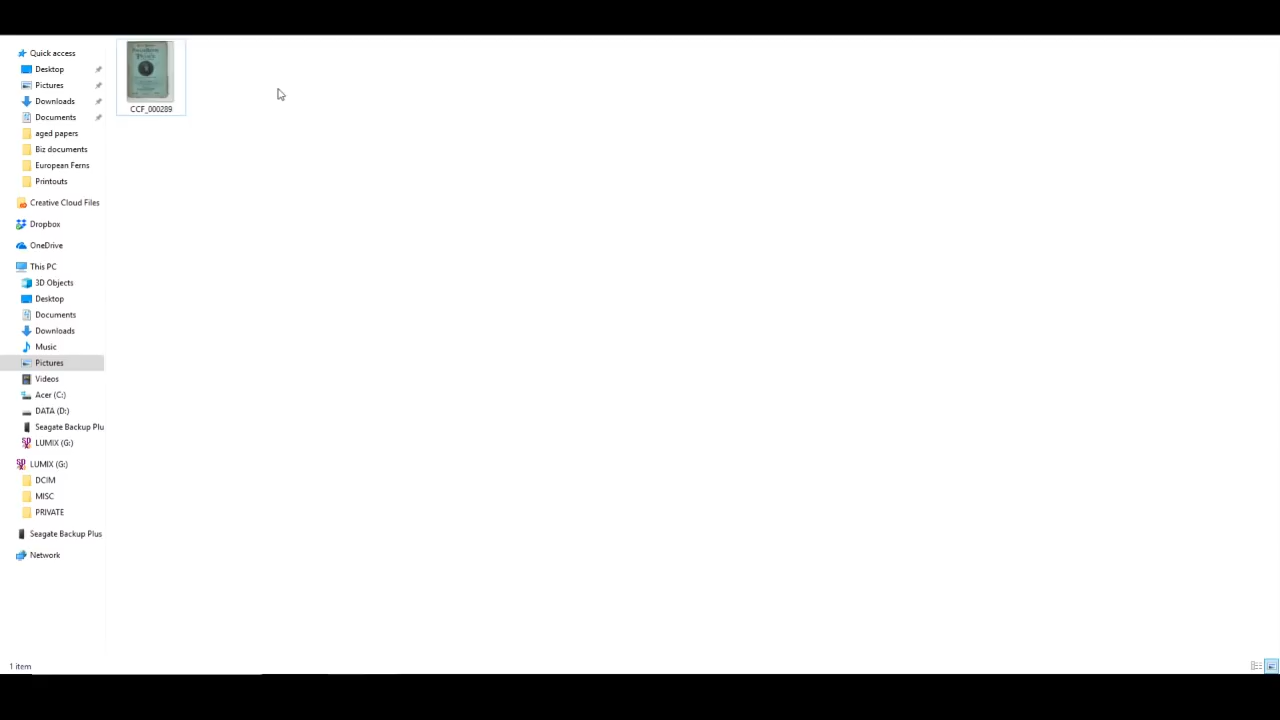 Quick access
Desktop
Pictures
Downloads
Documents
aged papers
Biz documents
European Ferns
Printouts
Creative Cloud Files
Dropbox
OneDrive
This PC
3D Objects
Desktop
Documents
Downloads
Music
Pictures
Videos
Acer (C:)
DATA (D:)
Seagate Backup Plu
LUMIX (G:)
LUMIX (G:)
DCIM
MISC
PRIVATE
Seagate Backup Plus
Network
CCF_000289
1 item